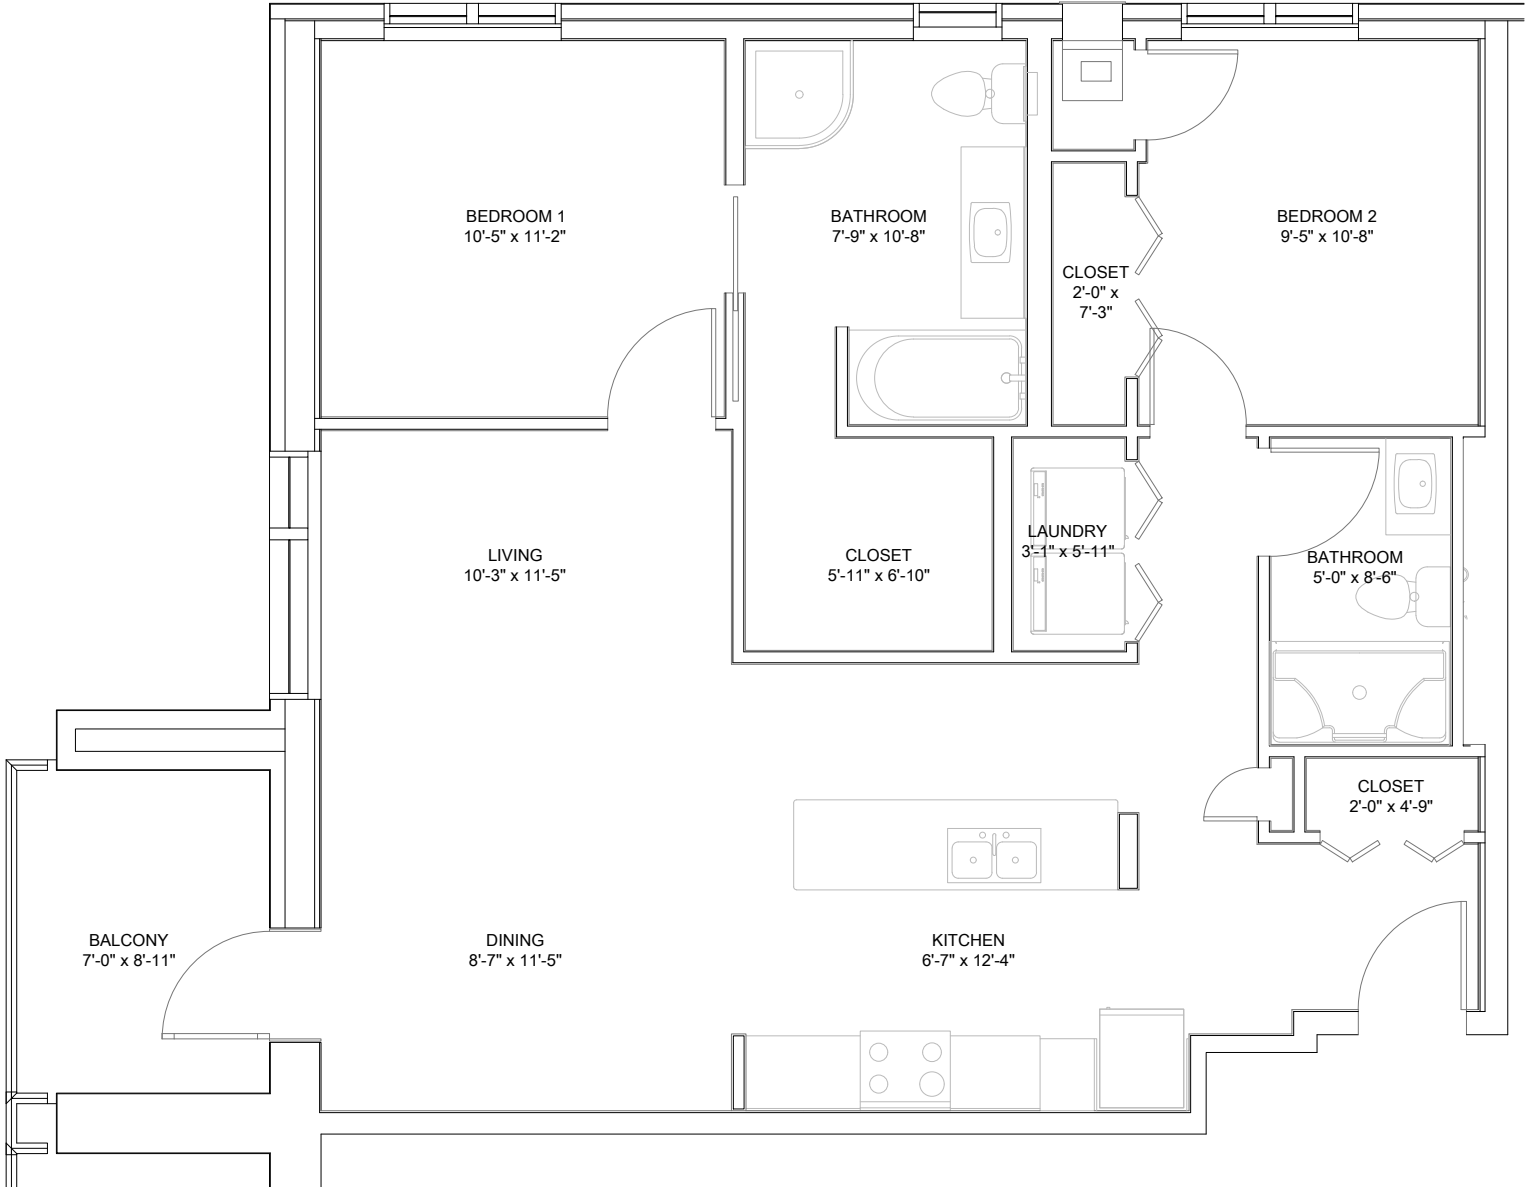 BEDROOM 1
10'-5" x 11'-2"
BATHROOM
7'-9" x 10'-8"
BEDROOM 2
9'-5" x 10'-8"
CLOSET
2'-0" x
7'-3"
LIVING
10'-3" x 11'-5"
CLOSET
5'-11" x 6'-10"
LAUNDRY
3'-1" x 5'-11"
BATHROOM
5'-0" x 8'-6"
CLOSET
2'-0" x 4'-9"
BALCONY
7'-0" x 8'-11"
DINING
8'-7" x 11'-5"
KITCHEN
6'-7" x 12'-4"